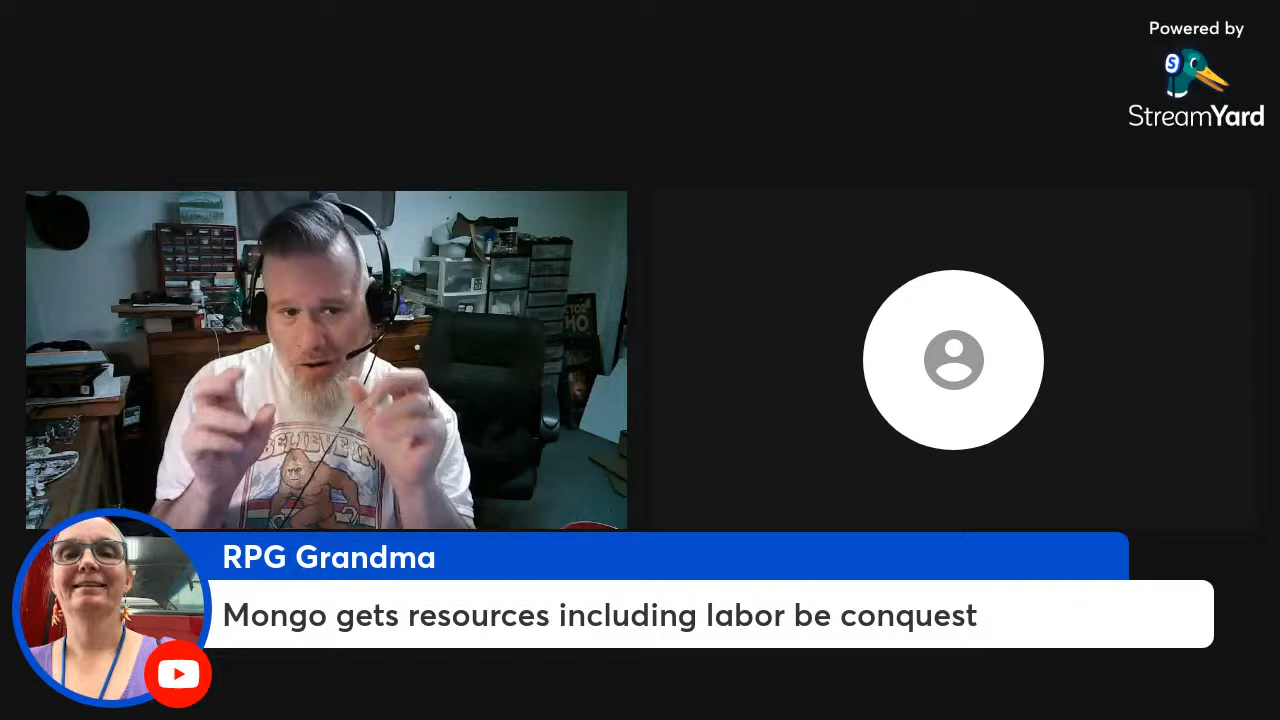 Powered by
S
StreamYard
BELIEVE IN
RPG Grandma
Mongo gets resources including labor be conquest